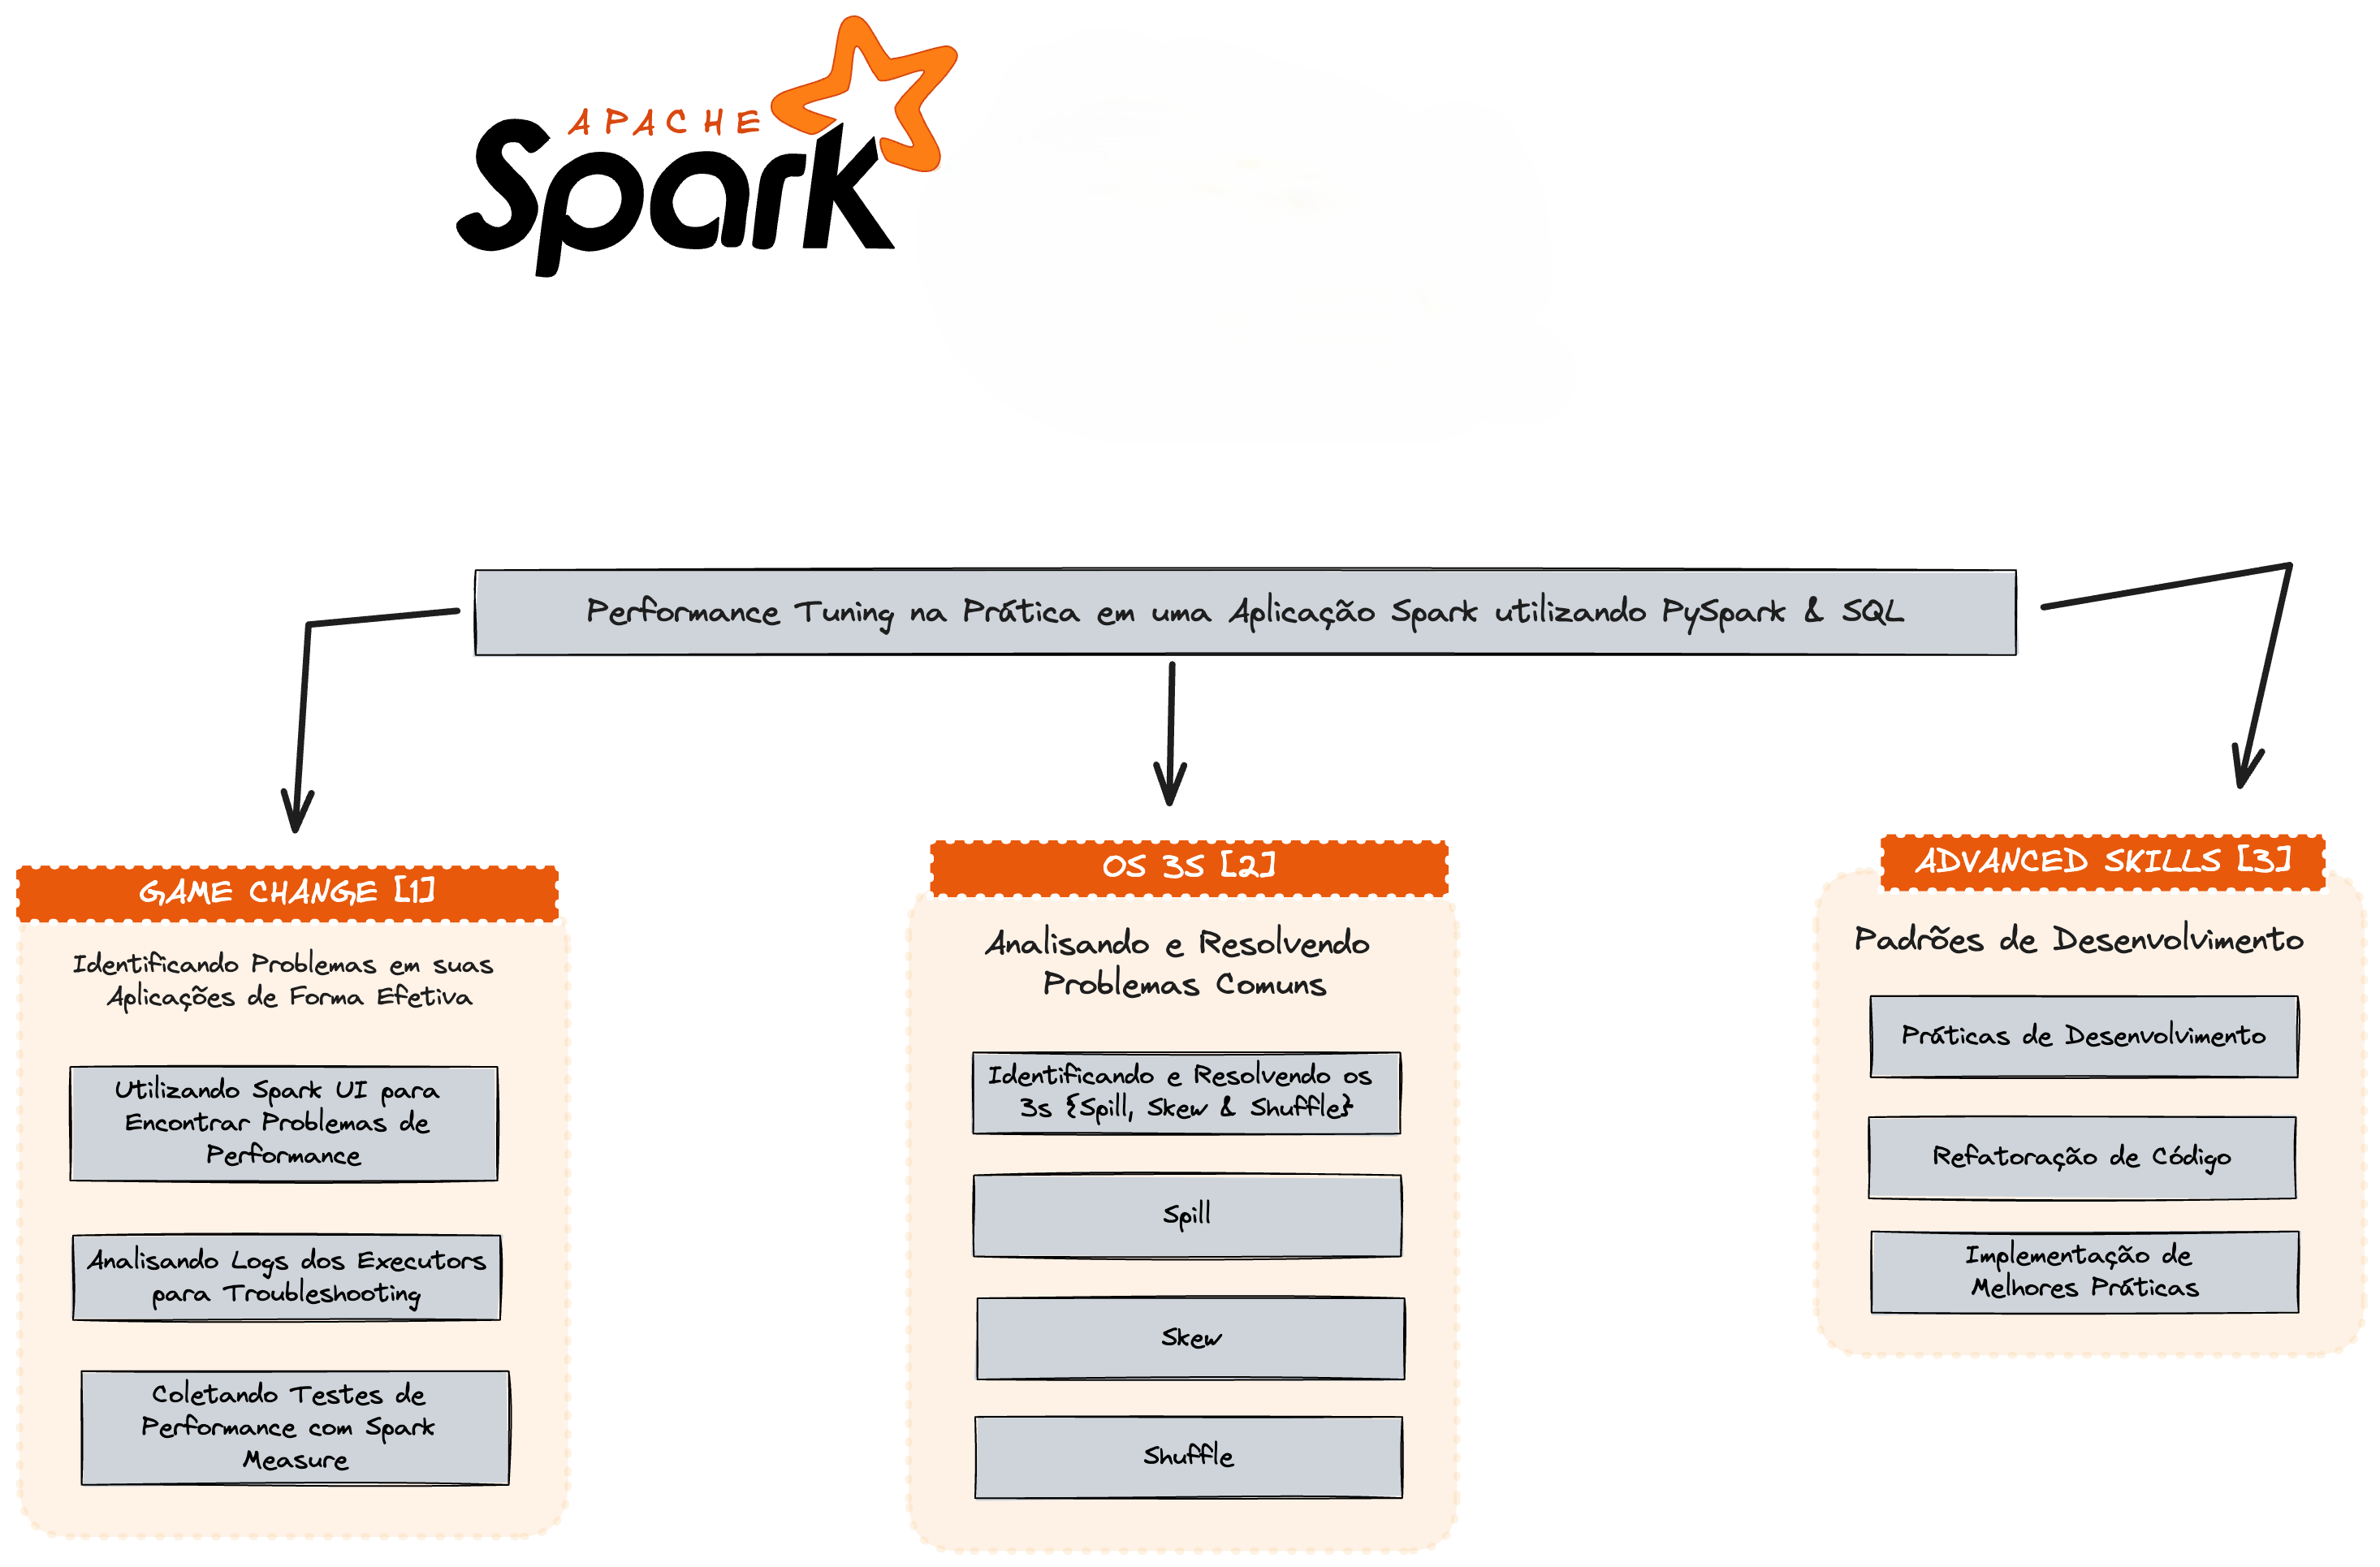 APACHE
Spark
Performance Tuning na Prática em uma Aplicação Spark utilizando PySpark & SQL
GAME CHANGE [1]
Identificando Problemas em suas
Aplicações de Forma Efetiva
Utilizando Spark UI para
Encontrar Problemas de
Performance
Analisando Logs dos Executors
para Troubleshooting
Coletando Testes de
Performance com Spark
Measure
OS 3S [2]
Analisando e Resolvendo
Problemas Comuns
Identificando e Resolvendo os
3s {Spill, Skew & Shuffle}
Spill
Skew
Shuffle
ADVANCED SKILLS [3]
Padrões de Desenvolvimento
Práticas de Desenvolvimento
Refatoração de Código
Implementação de
Melhores Práticas